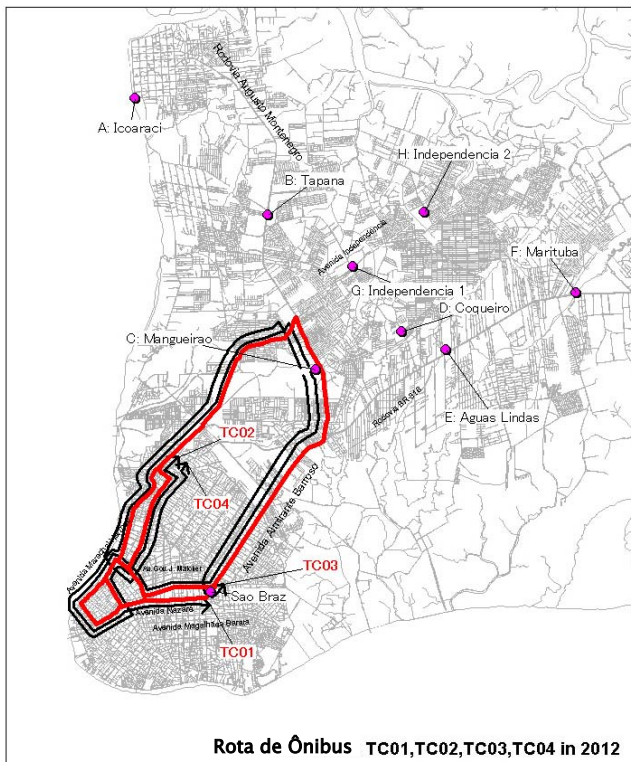 Rodovia Augusto Montenegro
A: Icoaraci
H: Independencia 2
B: Tapana
Avenida Independencia
F: Marituba
G: Independencia 1
D: Coqueiro
C: Mangueirao
E: Aguas Lindas
TC02
TC04
Avenida Almirante Barroso
TC03
Sao Braz
Avenida Nazare
Avenida Magalhaes Barata
TC01
Rota de Ônibus TC01,TC02,TC03,TC04 in 2012